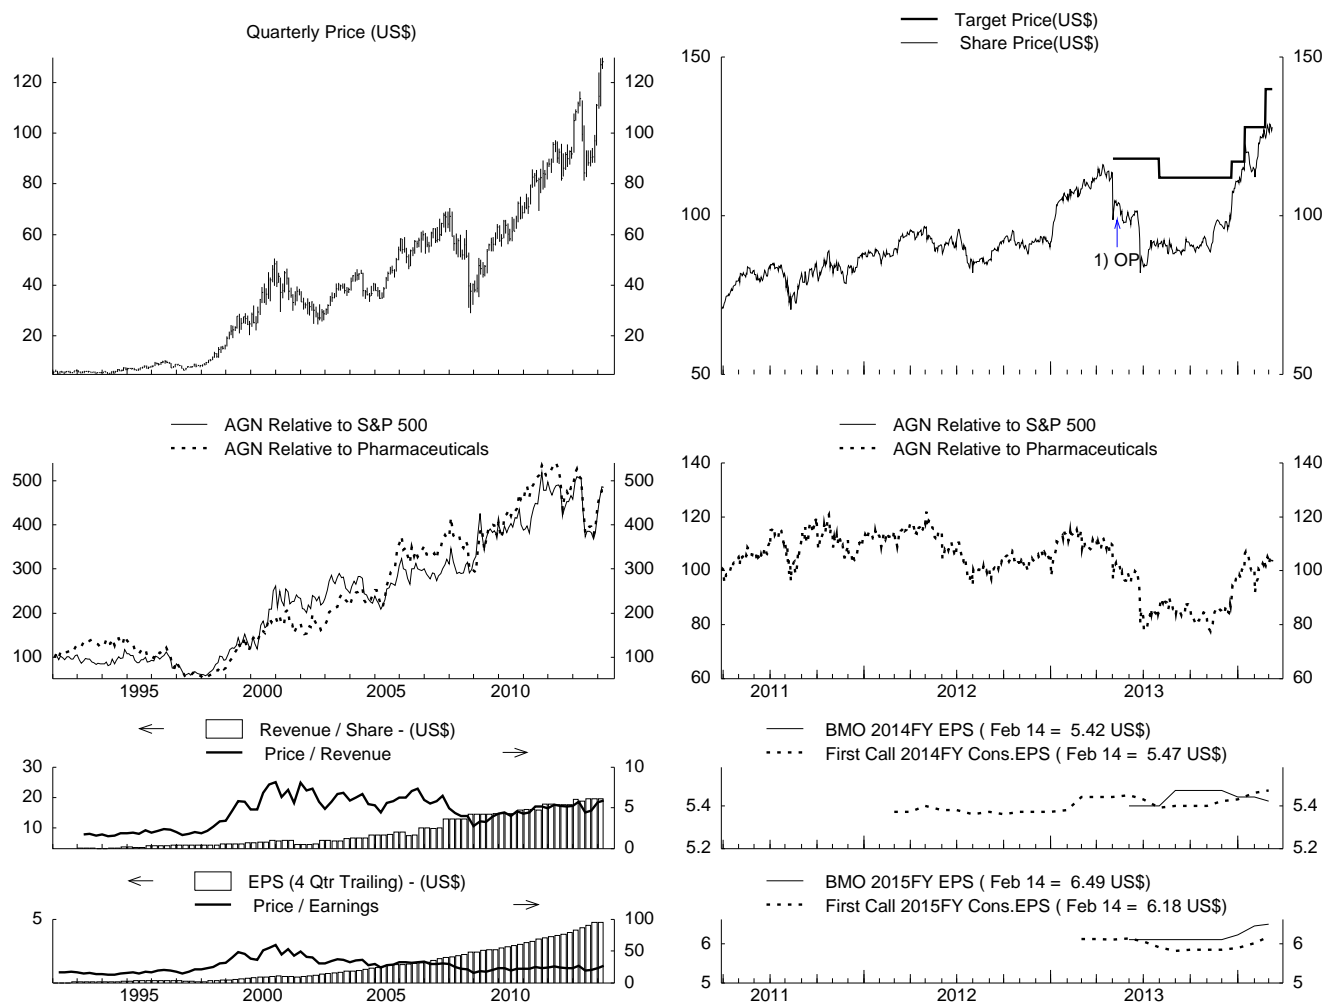 Quarterly Price (US$)
120 120
100 100
80 80
60 60
40 40
20 20
Target Price(US$)
Share Price(US$)
150 150
100 100
1) OP
50 50
AGN Relative to S&P 500
AGN Relative to Pharmaceuticals
500 500
400 400
300 300
200 200
100 100
1995 2000 2005 2010
AGN Relative to S&P 500
AGN Relative to Pharmaceuticals
140 140
120 120
100 100
80 80
60 60
2011 2012 2013
Revenue / Share - (US$)
Price / Revenue
30 10
20 5
10 0
BMO 2014FY EPS ( Feb 14 = 5.42 US$)
First Call 2014FY Cons.EPS ( Feb 14 = 5.47 US$)
5.4 5.4
5.2 5.2
EPS (4 Qtr Trailing) - (US$)
Price / Earnings
5 100
50
0
1995 2000 2005 2010
BMO 2015FY EPS ( Feb 14 = 6.49 US$)
First Call 2015FY Cons.EPS ( Feb 14 = 6.18 US$)
6 6
5 5
2011 2012 2013